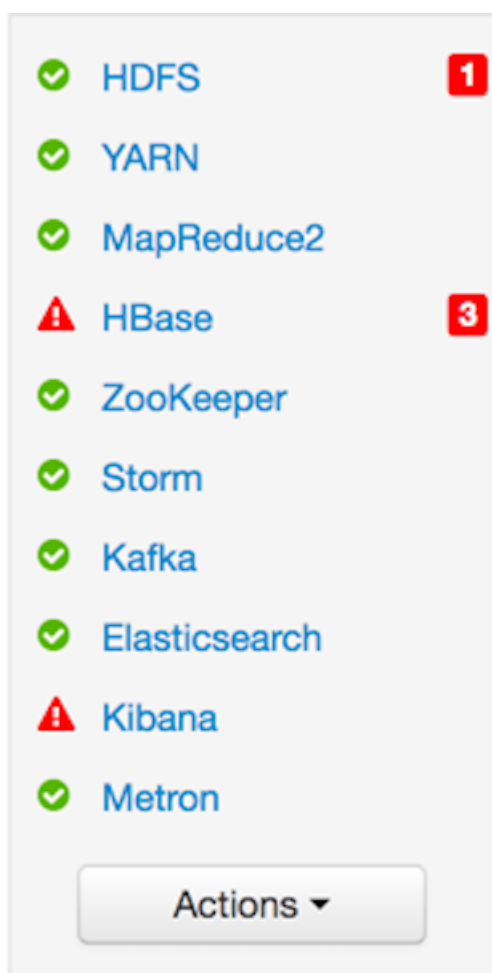 HDFS 1
YARN
MapReduce2
HBase 3
ZooKeeper
Storm
Kafka
Elasticsearch
Kibana
Metron
Actions